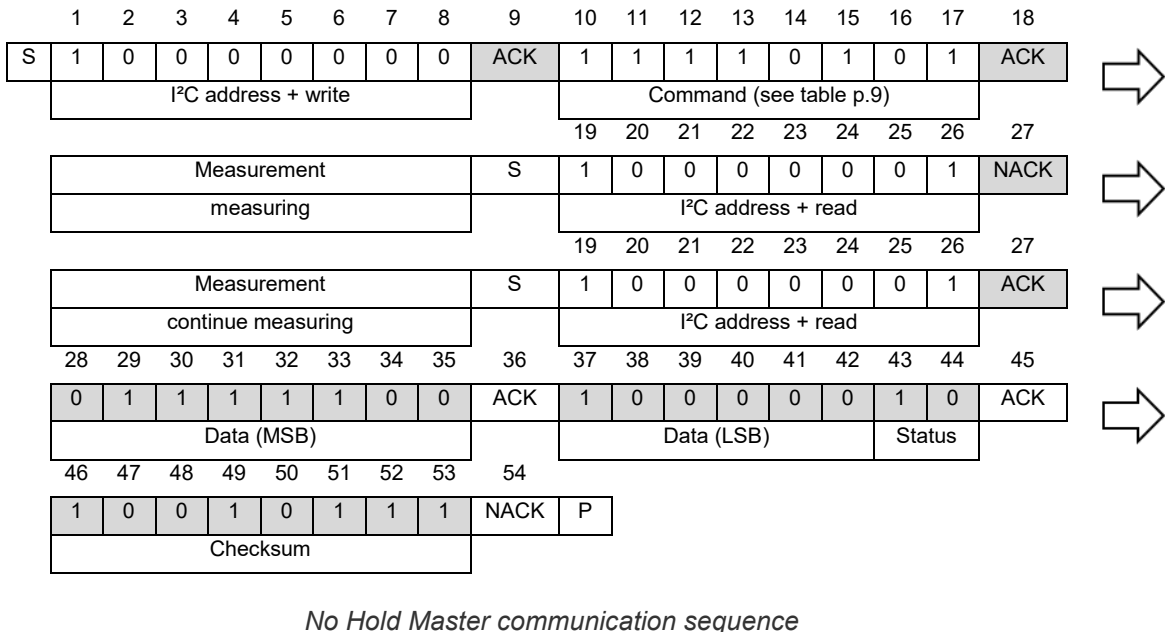 1 2 3 4 5 6 7 8 9 10 11 12 13 14 15 16 17 18
S 1 0 0 0 0 0 0 0 ACK 1 1 1 1 0 1 0 1 ACK
I²C address + write Command (see table p.9)
19 20 21 22 23 24 25 26 27
Measurement S 1 0 0 0 0 0 0 1 NACK
measuring I²C address + read
19 20 21 22 23 24 25 26 27
Measurement S 1 0 0 0 0 0 0 1 ACK
continue measuring I²C address + read
28 29 30 31 32 33 34 35 36 37 38 39 40 41 42 43 44 45
0 1 1 1 1 1 0 0 ACK 1 0 0 0 0 0 1 0 ACK
Data (MSB) Data (LSB) Status
46 47 48 49 50 51 52 53 54
1 0 0 1 0 1 1 1 NACK P
Checksum
No Hold Master communication sequence